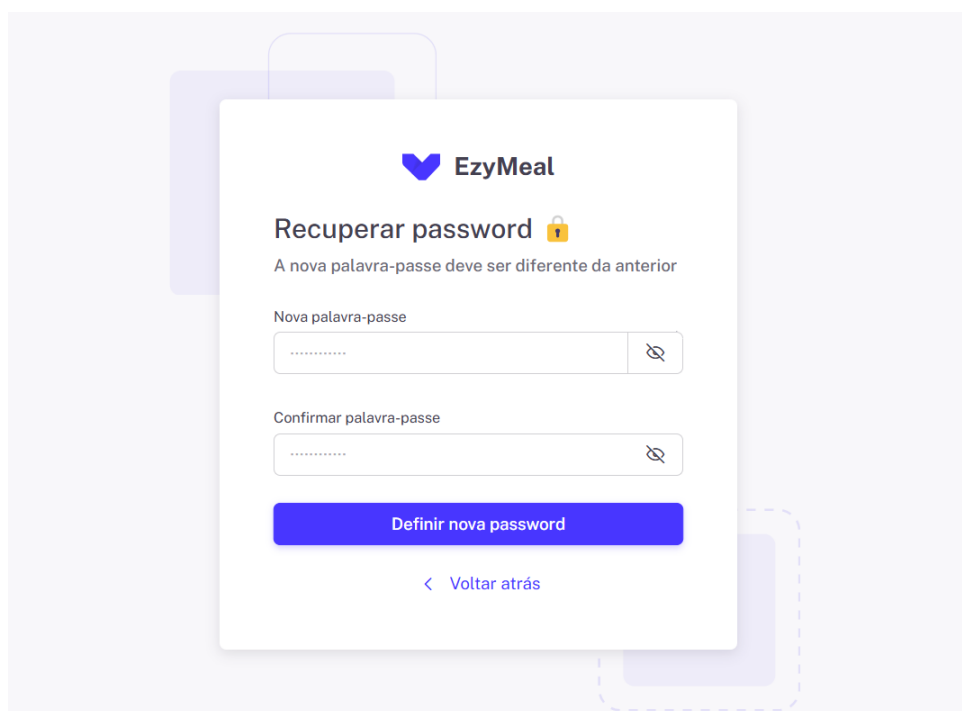 EzyMeal
Recuperar password
A nova palavra-passe deve ser diferente da anterior
Nova palavra-passe
············
Confirmar palavra-passe
············
Definir nova password
Voltar atrás